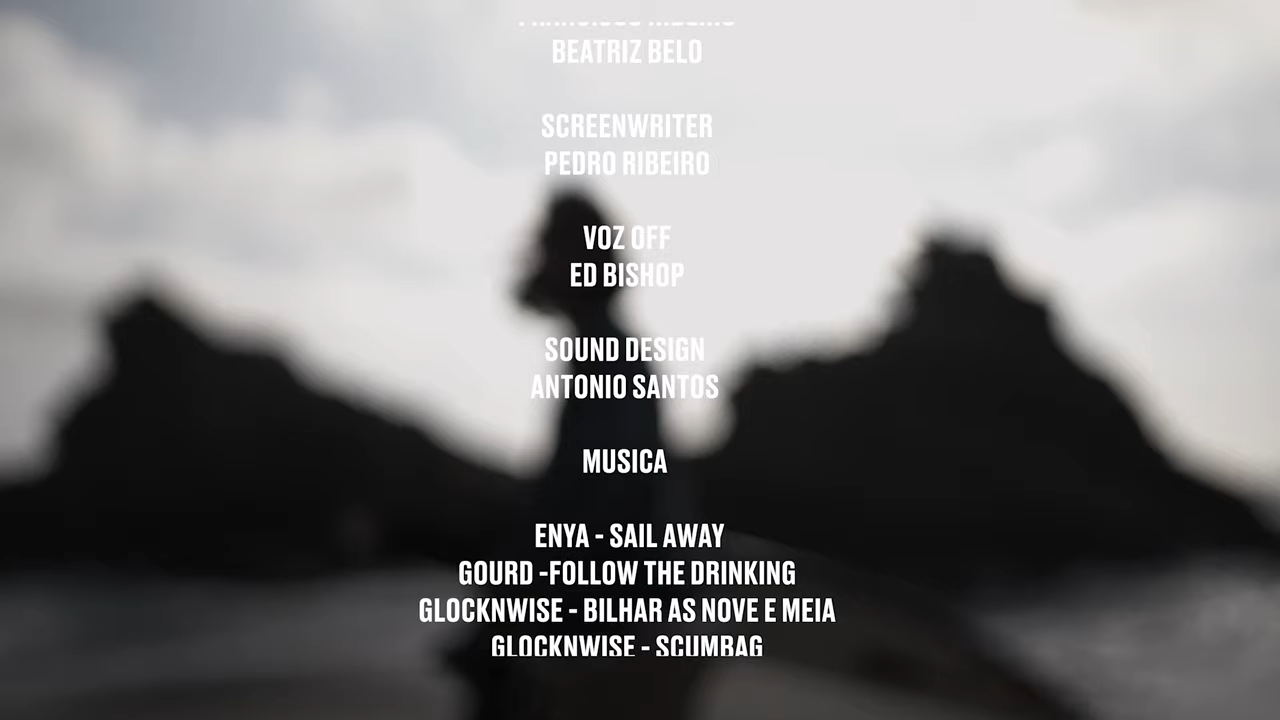 BEATRIZ BELO
SCREENWRITER
PEDRO RIBEIRO
VOZ OFF
ED BISHOP
SOUND DESIGN
ANTONIO SANTOS
MUSICA
ENYA - SAIL AWAY
GOURD -FOLLOW THE DRINKING
GLOCKNWISE - BILHAR AS NOVE E MEIA
GLOCKNWISE - SCUMBAG